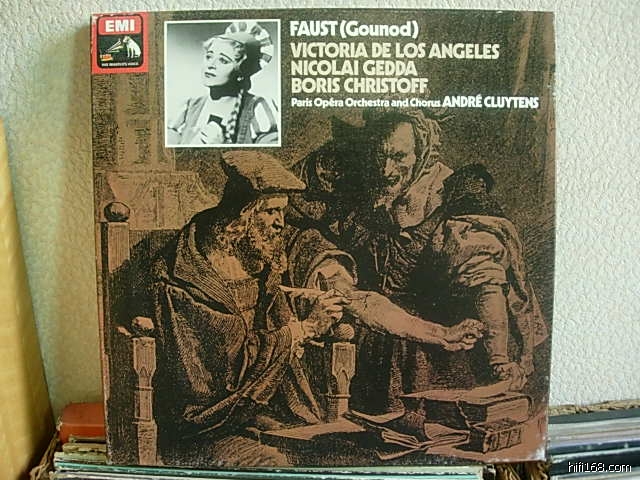 EMI
HIS MASTER'S VOICE
FAUST (Gounod)
VICTORIA DE LOS ANGELES
NICOLAI GEDDA
BORIS CHRISTOFF
Paris Opéra Orchestra and Chorus ANDRÉ CLUYTENS
hifi168.com